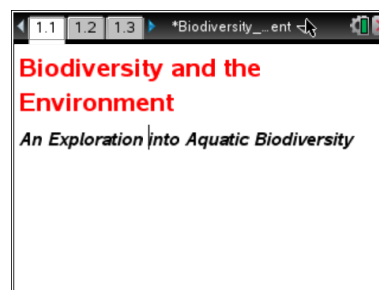 1.1 1.2 1.3 *Biodiversity_...ent
Biodiversity and the
Environment
An Exploration into Aquatic Biodiversity